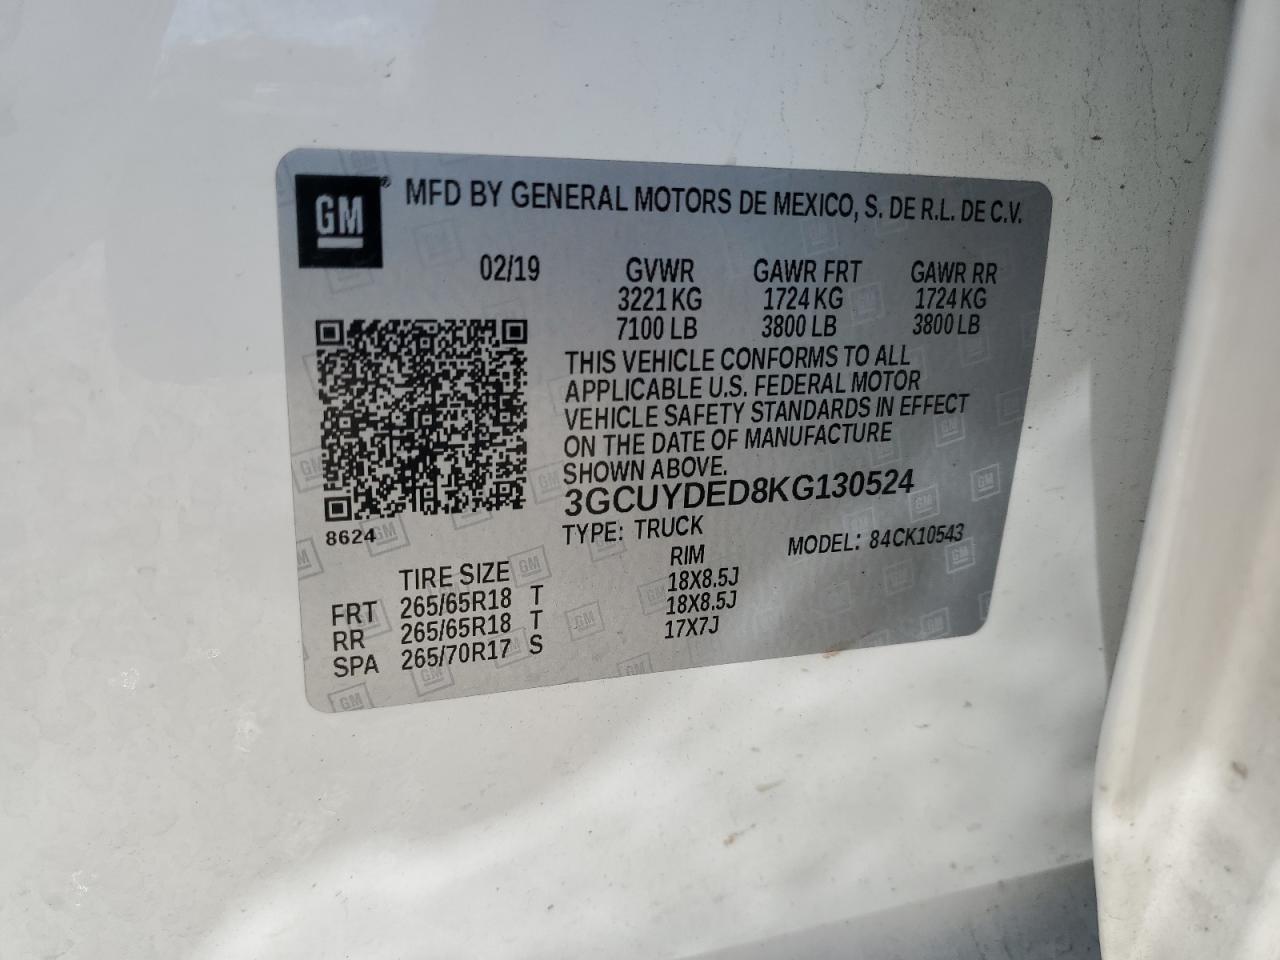 GM® MFD BY GENERAL MOTORS DE MEXICO, S. DE R.L. DE C.V.
02/19 GVWR GAWR FRT GAWR RR
3221 KG 1724 KG 1724 KG
7100 LB 3800 LB 3800 LB
THIS VEHICLE CONFORMS TO ALL
APPLICABLE U.S. FEDERAL MOTOR
VEHICLE SAFETY STANDARDS IN EFFECT
ON THE DATE OF MANUFACTURE
SHOWN ABOVE.
3GCUYDED8KG130524
8624
TYPE: TRUCK MODEL: 84CK10543
TIRE SIZE RIM
FRT 265/65R18 T 18X8.5J
RR 265/65R18 T 18X8.5J
SPA 265/70R17 S 17X7J